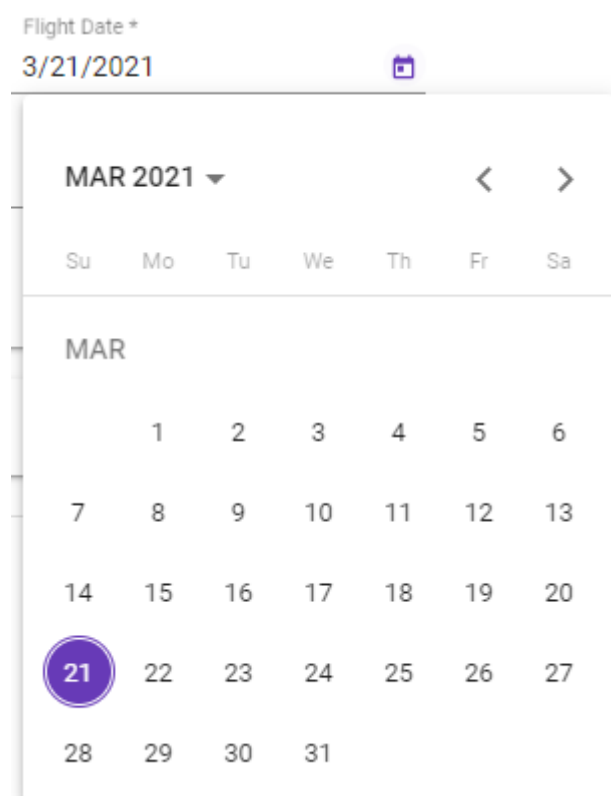 Flight Date *
3/21/2021
MAR 2021
Su Mo Tu We Th Fr Sa
MAR
1 2 3 4 5 6
7 8 9 10 11 12 13
14 15 16 17 18 19 20
21 22 23 24 25 26 27
28 29 30 31